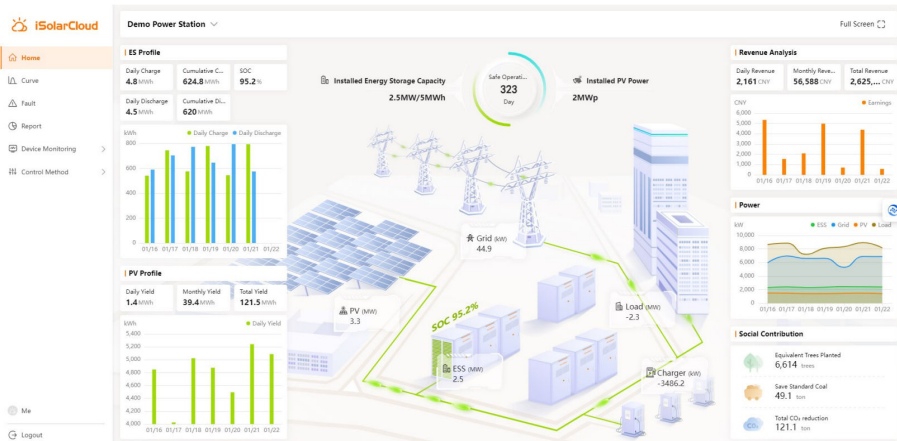 iSolarCloud
Home
Curve
Fault
Report
Device Monitoring
Control Method
Me
Logout
Demo Power Station
Full Screen
ES Profile
Daily Charge
4.8 MWh
Cumulative C...
624.8 MWh
SOC
95.2 %
Daily Discharge
4.5 MWh
Cumulative Di...
620 MWh
kWh
Daily Charge
Daily Discharge
800
600
400
200
0
01/16 01/17 01/18 01/19 01/20 01/21 01/22
PV Profile
Daily Yield
1.4 MWh
Monthly Yield
39.4 MWh
Total Yield
121.5 MWh
kWh
Daily Yield
5,400
5,200
5,000
4,800
4,600
4,400
4,200
4,000
01/16 01/17 01/18 01/19 01/20 01/21 01/22
Installed Energy Storage Capacity
2.5MW/5MWh
Safe Operati...
323
Day
Installed PV Power
2MWp
Grid (kW)
44.9
PV (MW)
3.3
SOC 95.2%
ESS (MW)
2.5
Load (MW)
-2.3
Charger (kW)
-3486.2
Revenue Analysis
Daily Revenue
2,161 CNY
Monthly Reve...
56,588 CNY
Total Revenue
2,625,... CNY
CNY
Earnings
6,000
5,000
4,000
3,000
2,000
1,000
0
01/16 01/17 01/18 01/19 01/20 01/21 01/22
Power
kW
ESS
Grid
PV
Load
10,000
8,000
6,000
4,000
2,000
0
01/16 01/17 01/18 01/19 01/20 01/21 01/22
Social Contribution
Equivalent Trees Planted
6,614 trees
Save Standard Coal
49.1 ton
Total CO₂ reduction
121.1 ton